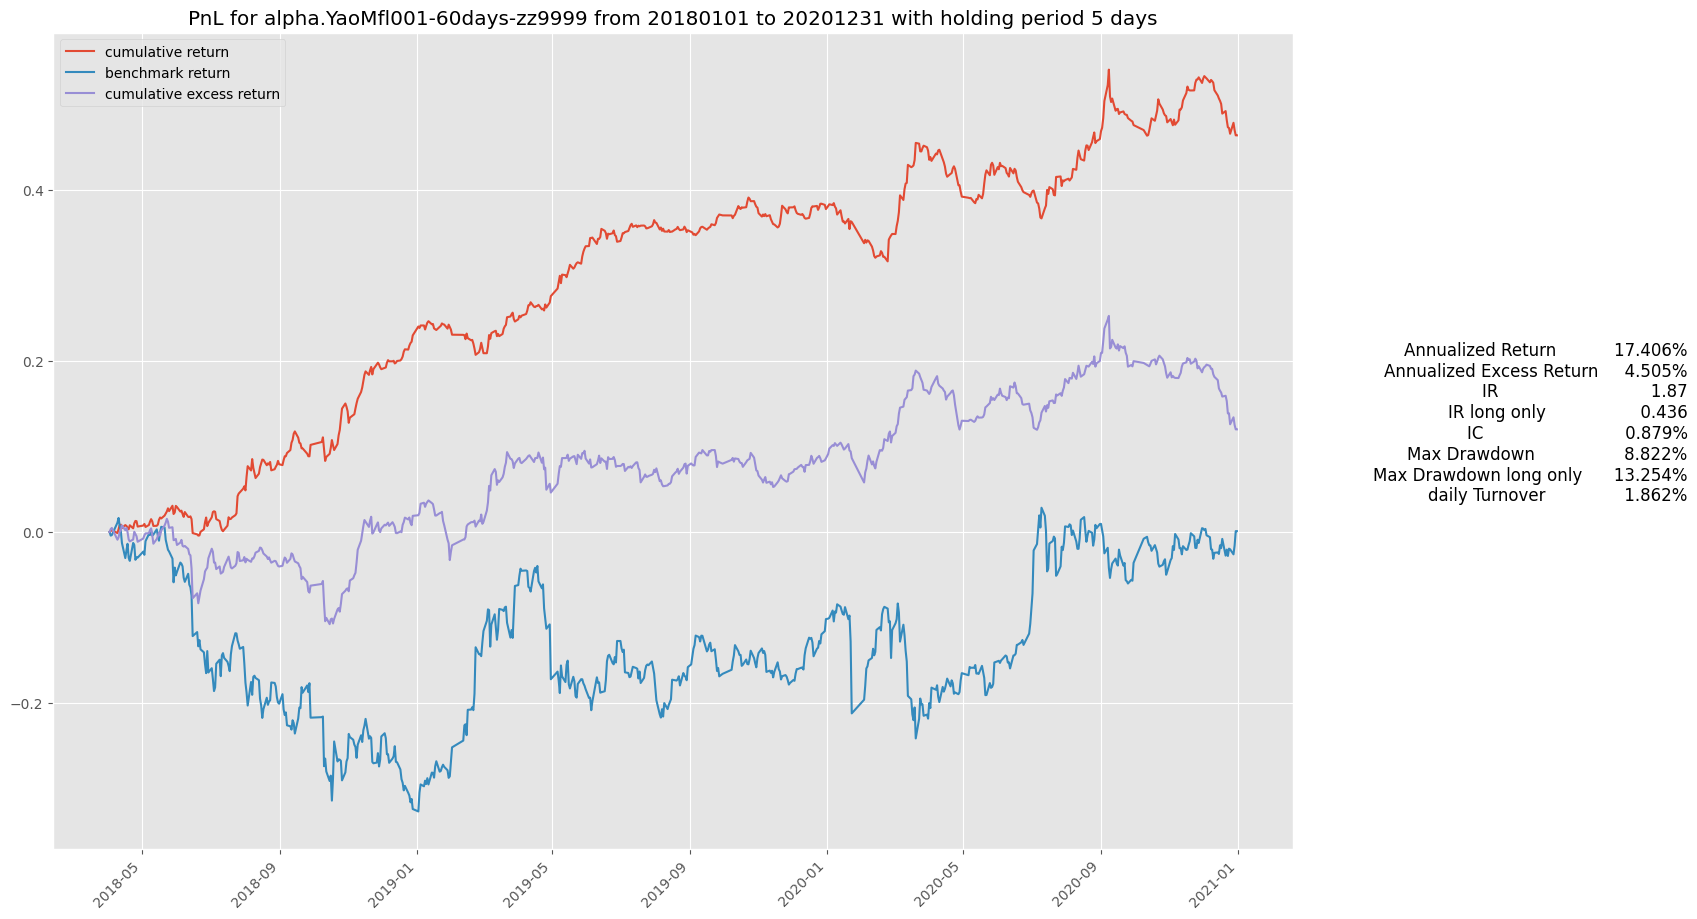 PnL for alpha.YaoMfl001-60days-zz9999 from 20180101 to 20201231 with holding period 5 days
cumulative return
benchmark return
cumulative excess return
0.4
0.2
0.0
−0.2
2018-05
2018-09
2019-01
2019-05
2019-09
2020-01
2020-05
2020-09
2021-01
Annualized Return 17.406%
Annualized Excess Return 4.505%
IR 1.87
IR long only 0.436
IC 0.879%
Max Drawdown 8.822%
Max Drawdown long only 13.254%
daily Turnover 1.862%